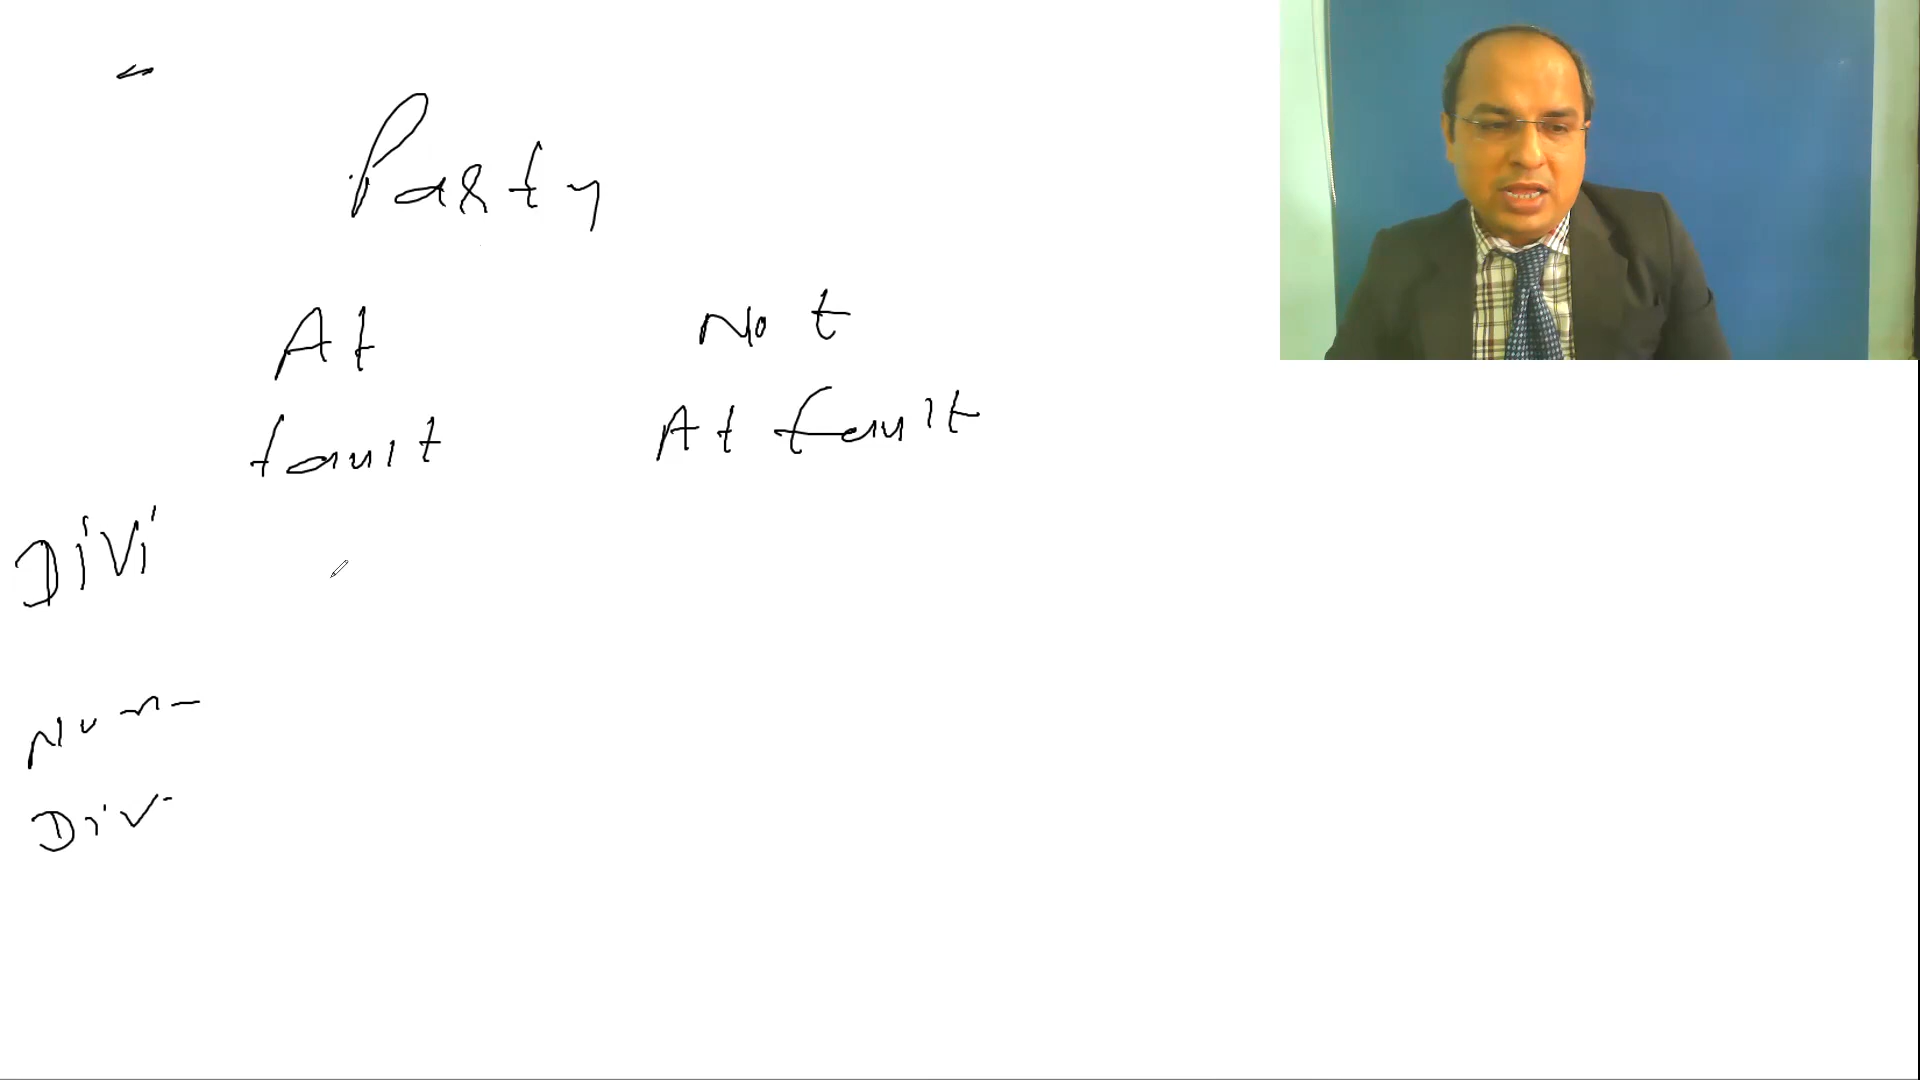 Party
At Not
fault At fault
Divi
Non-
Div-